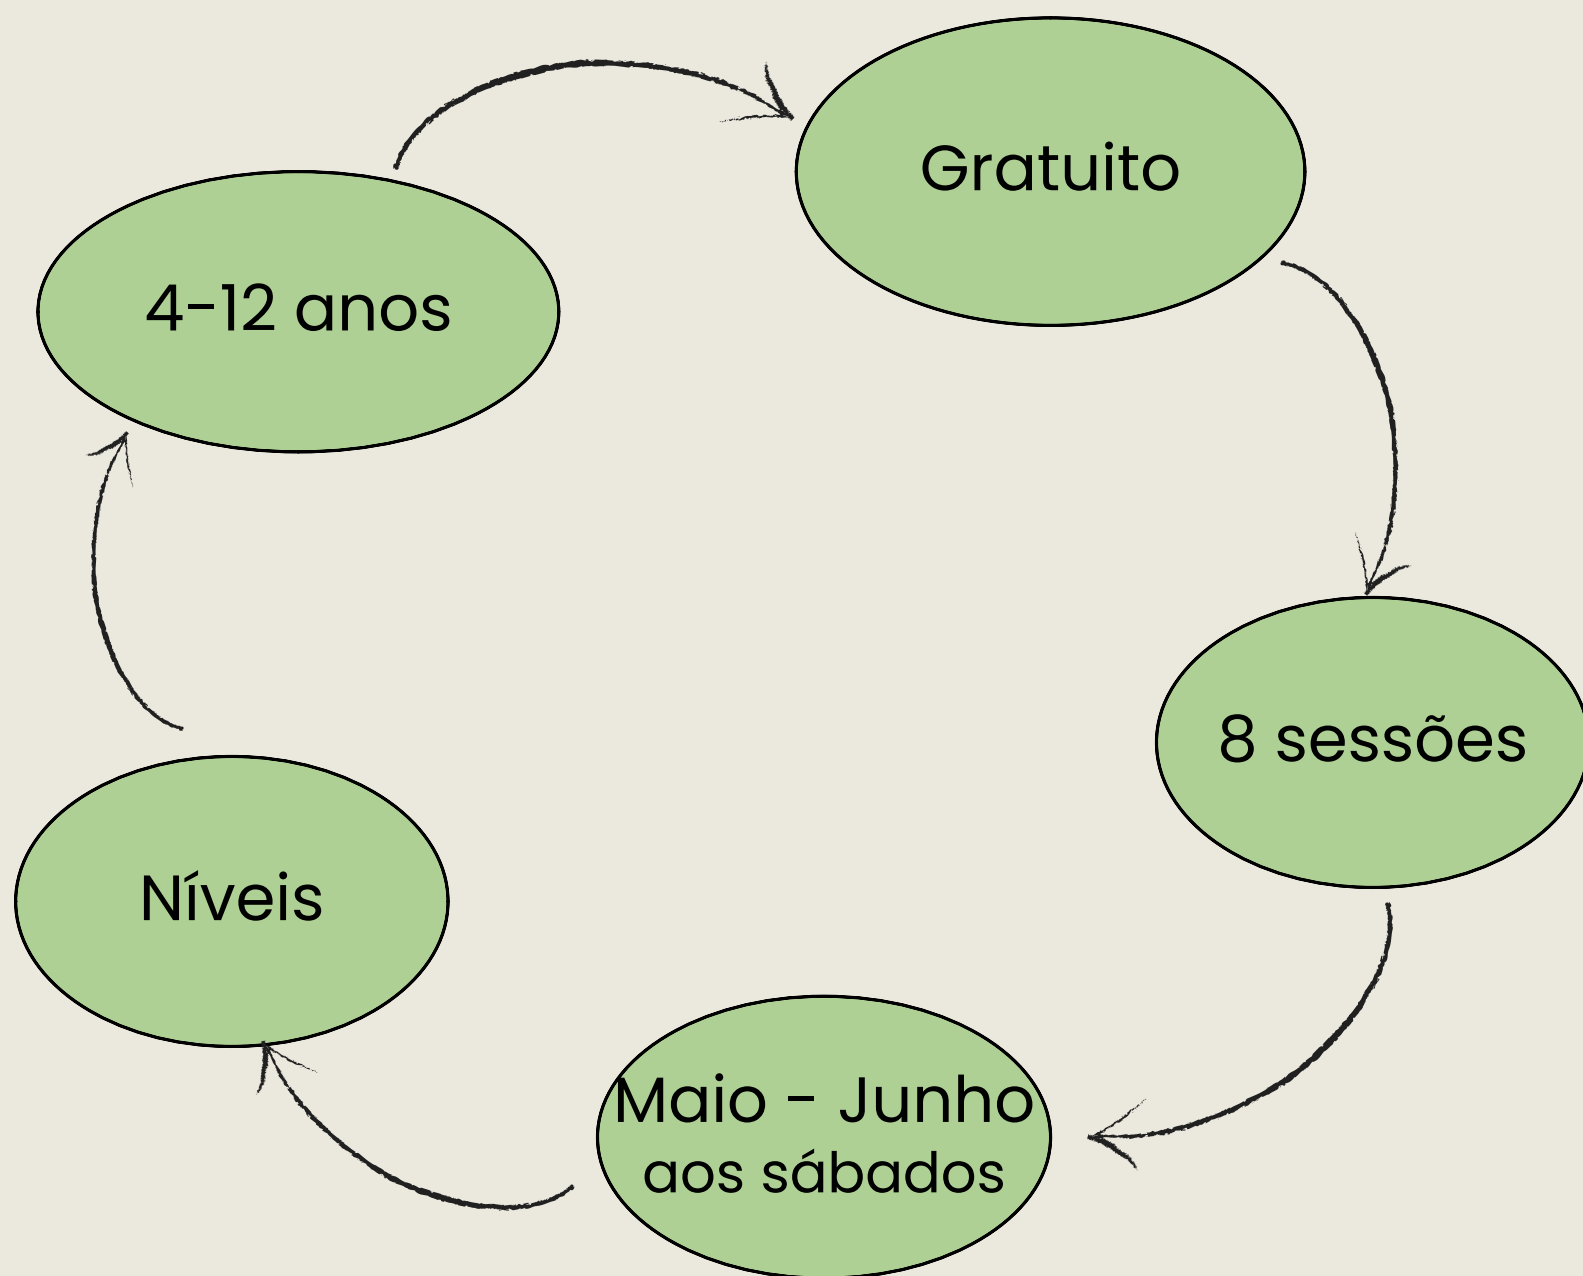 Gratuito
4-12 anos
8 sessões
Níveis
Maio - Junho
aos sábados